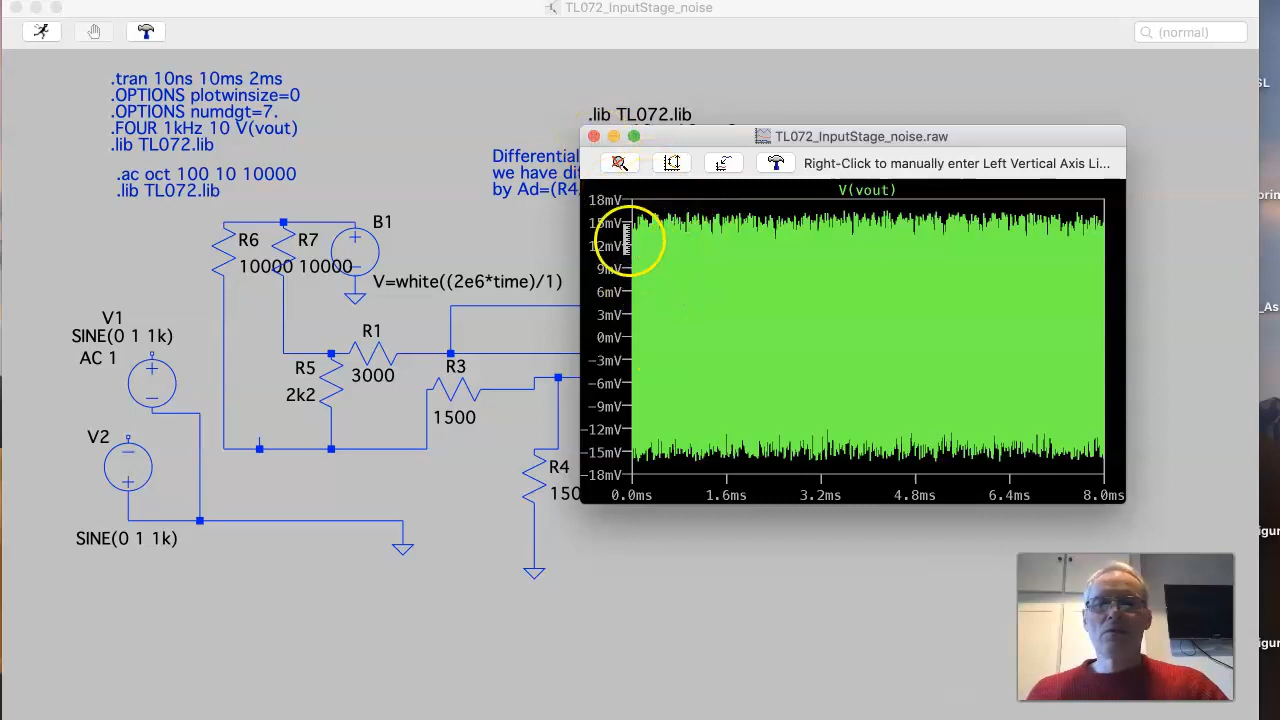 TL072_InputStage_noise
(normal)
.tran 10ns 10ms 2ms
.OPTIONS plotwinsize=0
.OPTIONS numdgt=7.
.FOUR 1kHz 10 V(vout)
.lib TL072.lib
.ac oct 100 10 10000
.lib TL072.lib
.lib TL072.lib
Differential
we have di
by Ad=(R4
TL072_InputStage_noise.raw
Right-Click to manually enter Left Vertical Axis Li...
V(vout)
18mV
15mV
12mV
9mV
6mV
3mV
0mV
-3mV
-6mV
-9mV
-12mV
-15mV
-18mV
0.0ms 1.6ms 3.2ms 4.8ms 6.4ms 8.0ms
R6
10000
R7
10000
B1
V=white((2e6*time)/1)
V1
SINE(0 1 1k)
AC 1
R1
3000
R5
2k2
R3
1500
V2
SINE(0 1 1k)
R4
150
SL
_As
igur
igur